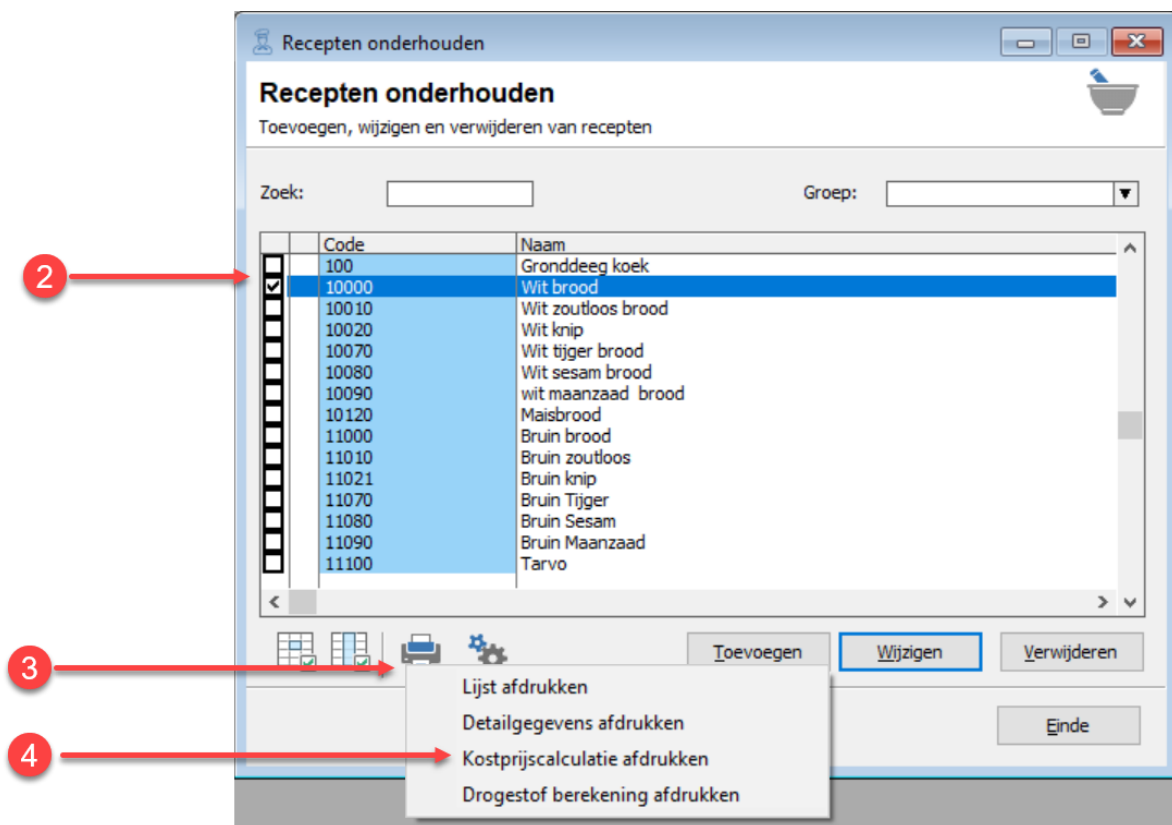 Recepten onderhouden
Recepten onderhouden
Toevoegen, wijzigen en verwijderen van recepten
Zoek: Groep:
Code Naam
100 Gronddeeg koek
2
10000 Wit brood
10010 Wit zoutloos brood
10020 Wit knip
10070 Wit tijger brood
10080 Wit sesam brood
10090 wit maanzaad brood
10120 Maisbrood
11000 Bruin brood
11010 Bruin zoutloos
11021 Bruin knip
11070 Bruin Tijger
11080 Bruin Sesam
11090 Bruin Maanzaad
11100 Tarvo
Toevoegen Wijzigen Verwijderen
3
Lijst afdrukken
Detailgegevens afdrukken
Einde
4
Kostprijscalculatie afdrukken
Drogestof berekening afdrukken